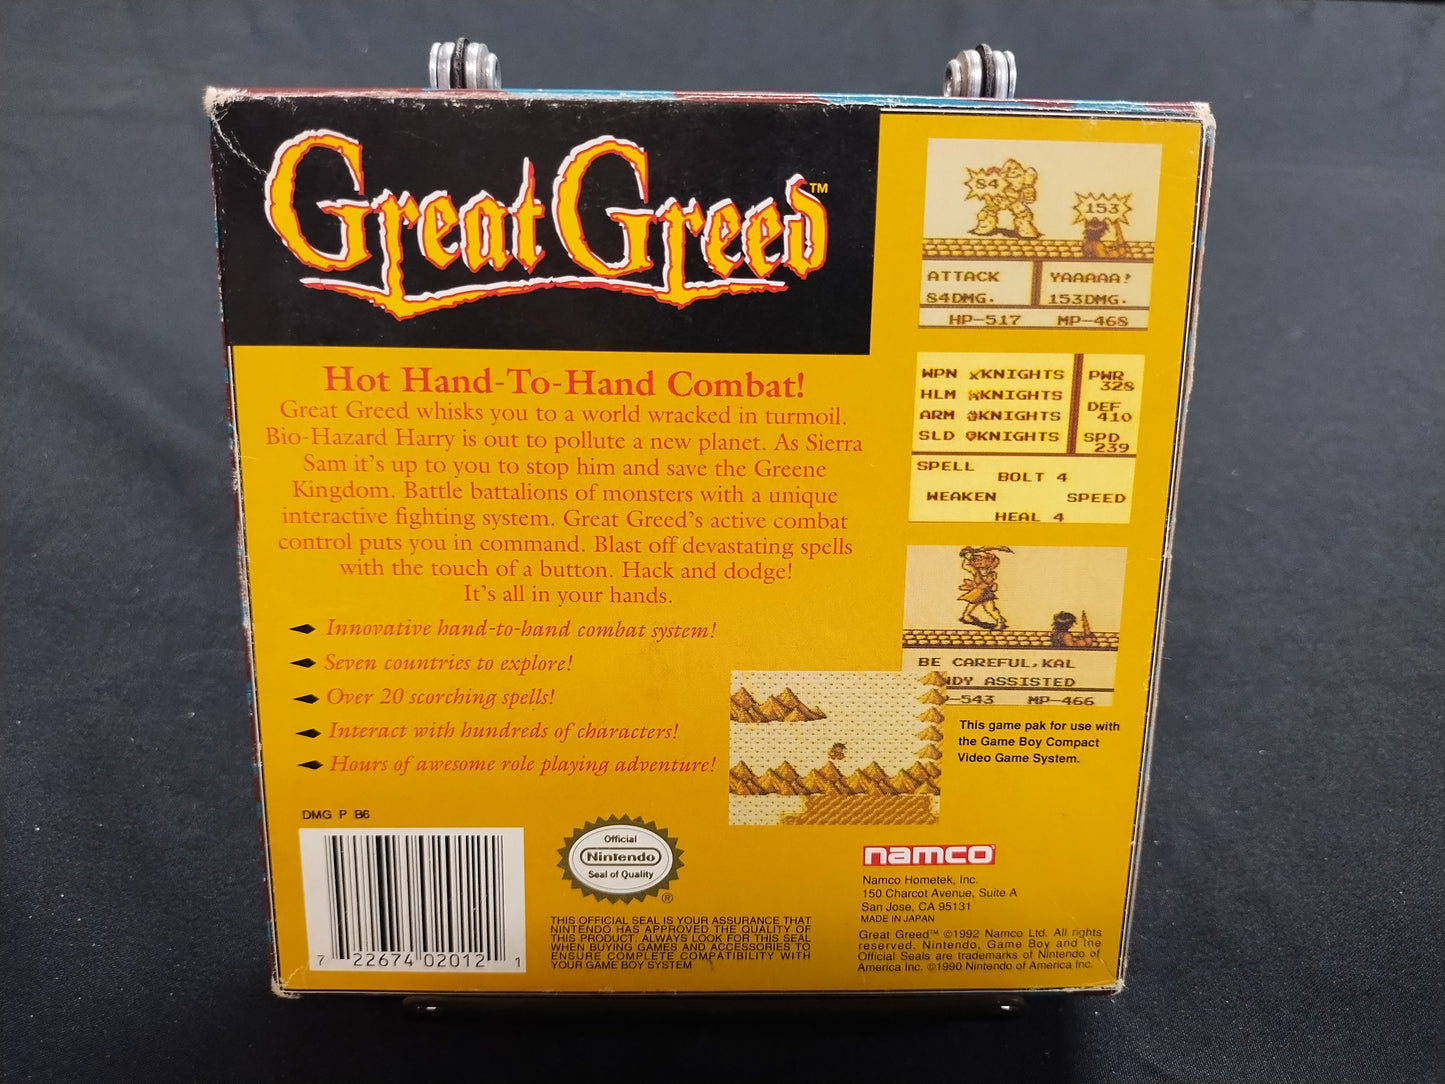 Great Greed™
Hot Hand-To-Hand Combat!
Great Greed whisks you to a world wracked in turmoil.
Bio-Hazard Harry is out to pollute a new planet. As Sierra
Sam it's up to you to stop him and save the Greene
Kingdom. Battle battalions of monsters with a unique
interactive fighting system. Great Greed's active combat
control puts you in command. Blast off devastating spells
with the touch of a button. Hack and dodge!
It's all in your hands.
Innovative hand-to-hand combat system!
Seven countries to explore!
Over 20 scorching spells!
Interact with hundreds of characters!
Hours of awesome role playing adventure!
84
153
ATTACK
84DMG.
YAAAAA!
153DMG.
HP-517 MP-468
WPN KNIGHTS
HLM KNIGHTS
ARM KNIGHTS
SLD KNIGHTS
PWR
328
DEF
410
SPD
239
SPELL
BOLT 4
WEAKEN SPEED
HEAL 4
BE CAREFUL,KAL
NDY ASSISTED
-543 MP-466
This game pak for use with
the Game Boy Compact
Video Game System.
DMG P B6
7 22674 02012 1
Official
Nintendo
Seal of Quality
®
THIS OFFICIAL SEAL IS YOUR ASSURANCE THAT
NINTENDO HAS APPROVED THE QUALITY OF
THIS PRODUCT. ALWAYS LOOK FOR THIS SEAL
WHEN BUYING GAMES AND ACCESSORIES TO
ENSURE COMPLETE COMPATIBILITY WITH
YOUR GAME BOY SYSTEM
namco
Namco Hometek, Inc.
150 Charcot Avenue, Suite A
San Jose, CA 95131
MADE IN JAPAN
Great Greed™ ©1992 Namco Ltd. All rights
reserved. Nintendo, Game Boy and the
Official Seals are trademarks of Nintendo of
America Inc. ©1990 Nintendo of America Inc.